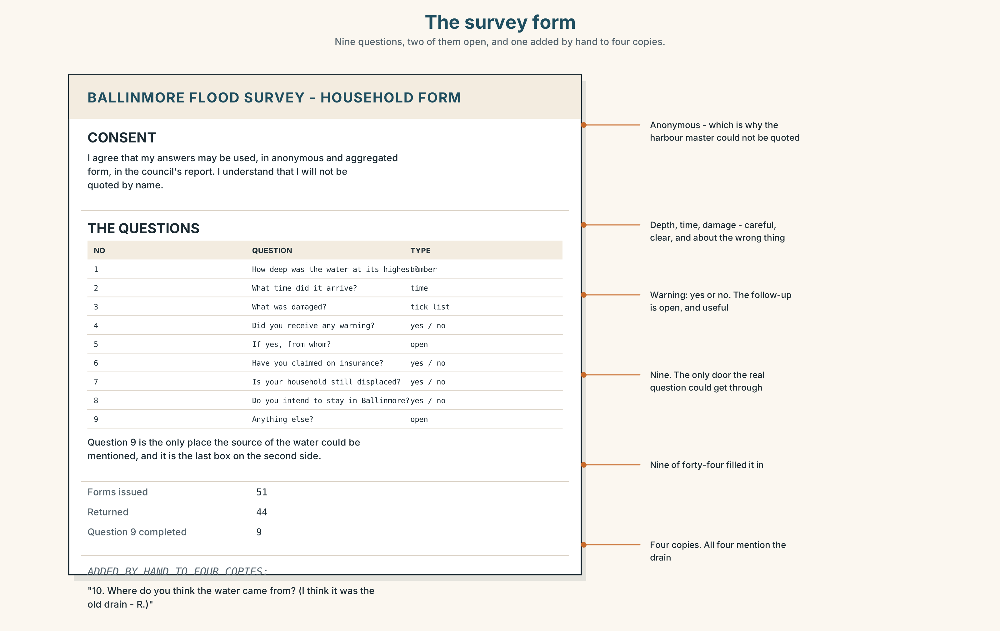 The survey form
Nine questions, two of them open, and one added by hand to four copies.
BALLINMORE FLOOD SURVEY - HOUSEHOLD FORM
CONSENT
I agree that my answers may be used, in anonymous and aggregated
form, in the council's report. I understand that I will not be
quoted by name.
Anonymous - which is why the
harbour master could not be quoted
THE QUESTIONS
Depth, time, damage - careful,
clear, and about the wrong thing
NO QUESTION TYPE
1 How deep was the water at its highest? number
2 What time did it arrive? time
3 What was damaged? tick list
4 Did you receive any warning? yes / no
5 If yes, from whom? open
6 Have you claimed on insurance? yes / no
7 Is your household still displaced? yes / no
8 Do you intend to stay in Ballinmore? yes / no
9 Anything else? open
Warning: yes or no. The follow-up
is open, and useful
Nine. The only door the real
question could get through
Question 9 is the only place the source of the water could be
mentioned, and it is the last box on the second side.
Nine of forty-four filled it in
Forms issued 51
Returned 44
Question 9 completed 9
Four copies. All four mention the
drain
ADDED BY HAND TO FOUR COPIES:
"10. Where do you think the water came from? (I think it was the
old drain - R.)"